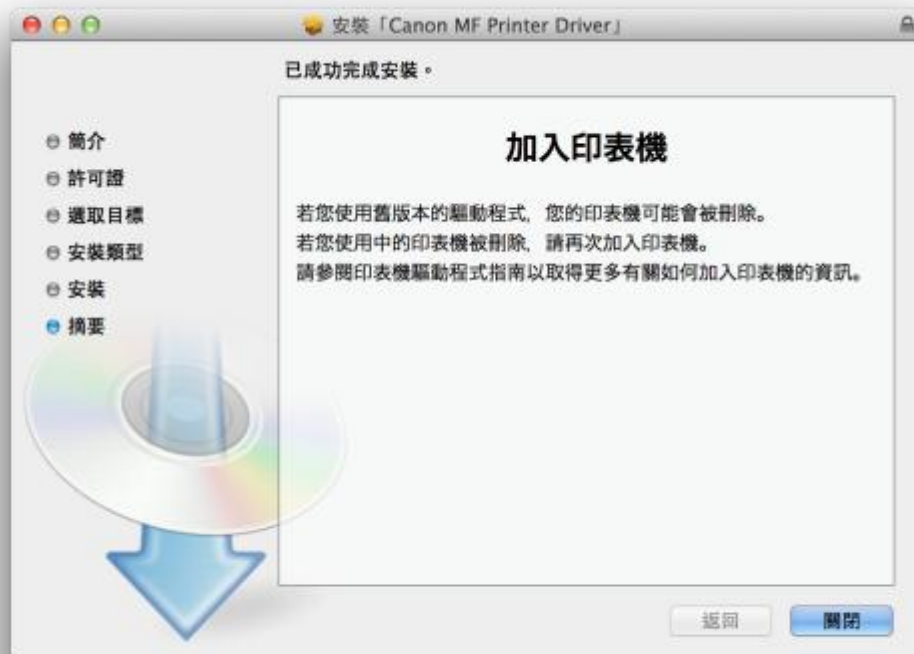 安裝「Canon MF Printer Driver」
已成功完成安裝。
簡介
許可證
選取目標
安裝類型
安裝
摘要
加入印表機
若您使用舊版本的驅動程式，您的印表機可能會被刪除。
若您使用中的印表機被刪除，請再次加入印表機。
請參閱印表機驅動程式指南以取得更多有關如何加入印表機的資訊。
返回
關閉